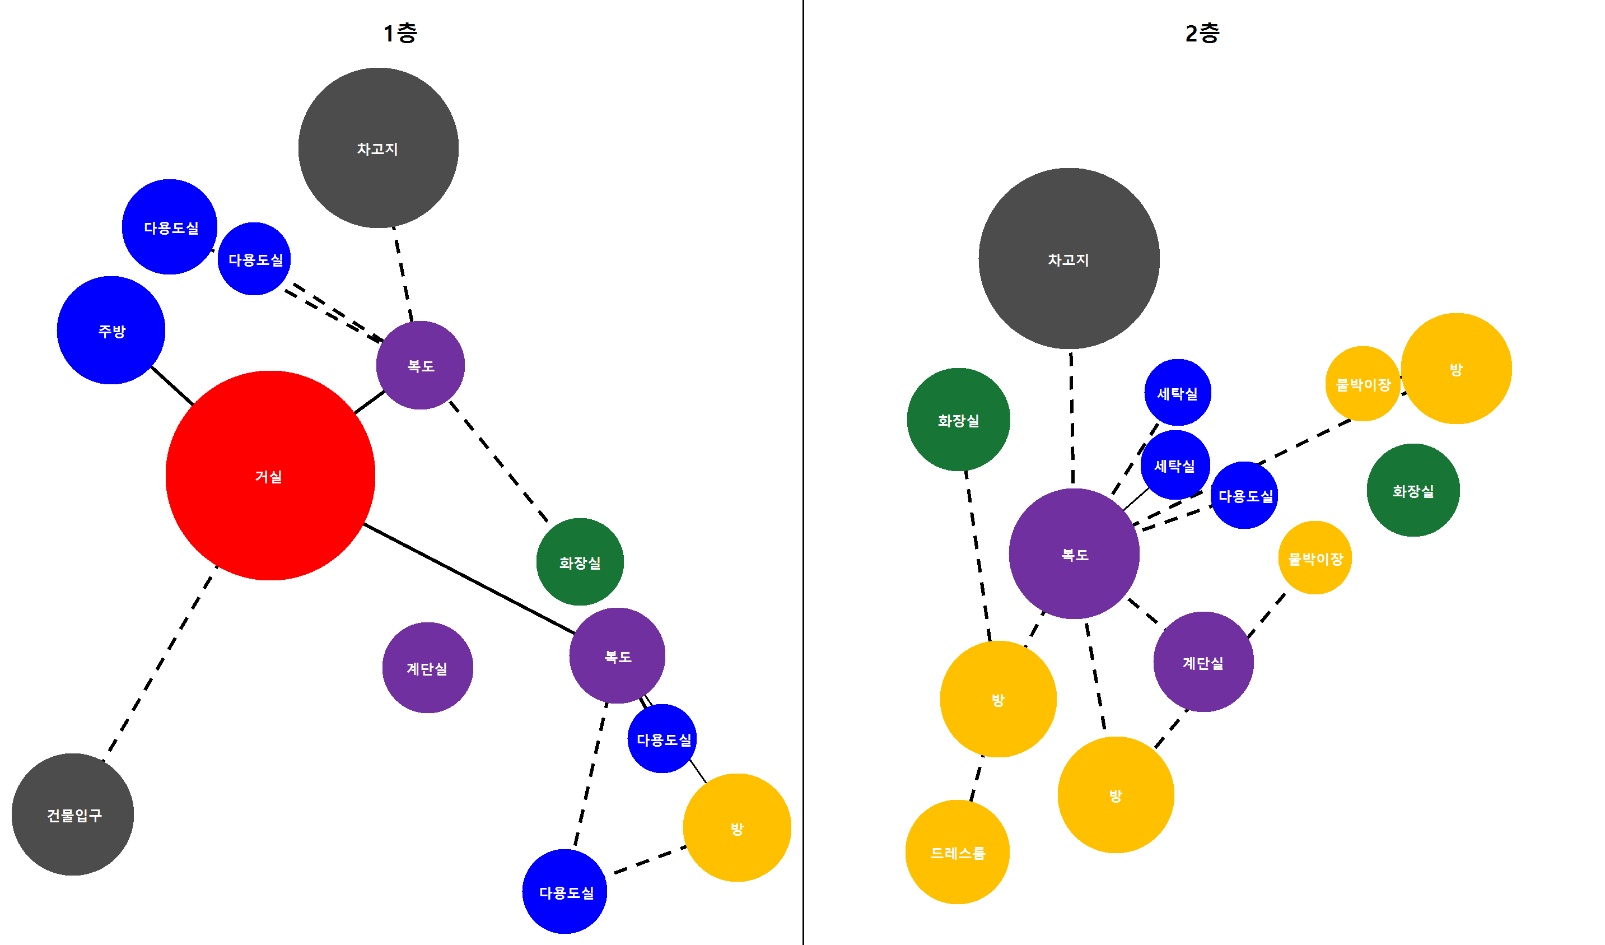 1층
차고지
다용도실
다용도실
주방
복도
거실
화장실
복도
계단실
다용도실
건물입구
방
다용도실
2층
차고지
방
물박이장
세탁실
화장실
세탁실
화장실
다용도실
복도
물박이장
계단실
방
방
드레스룸